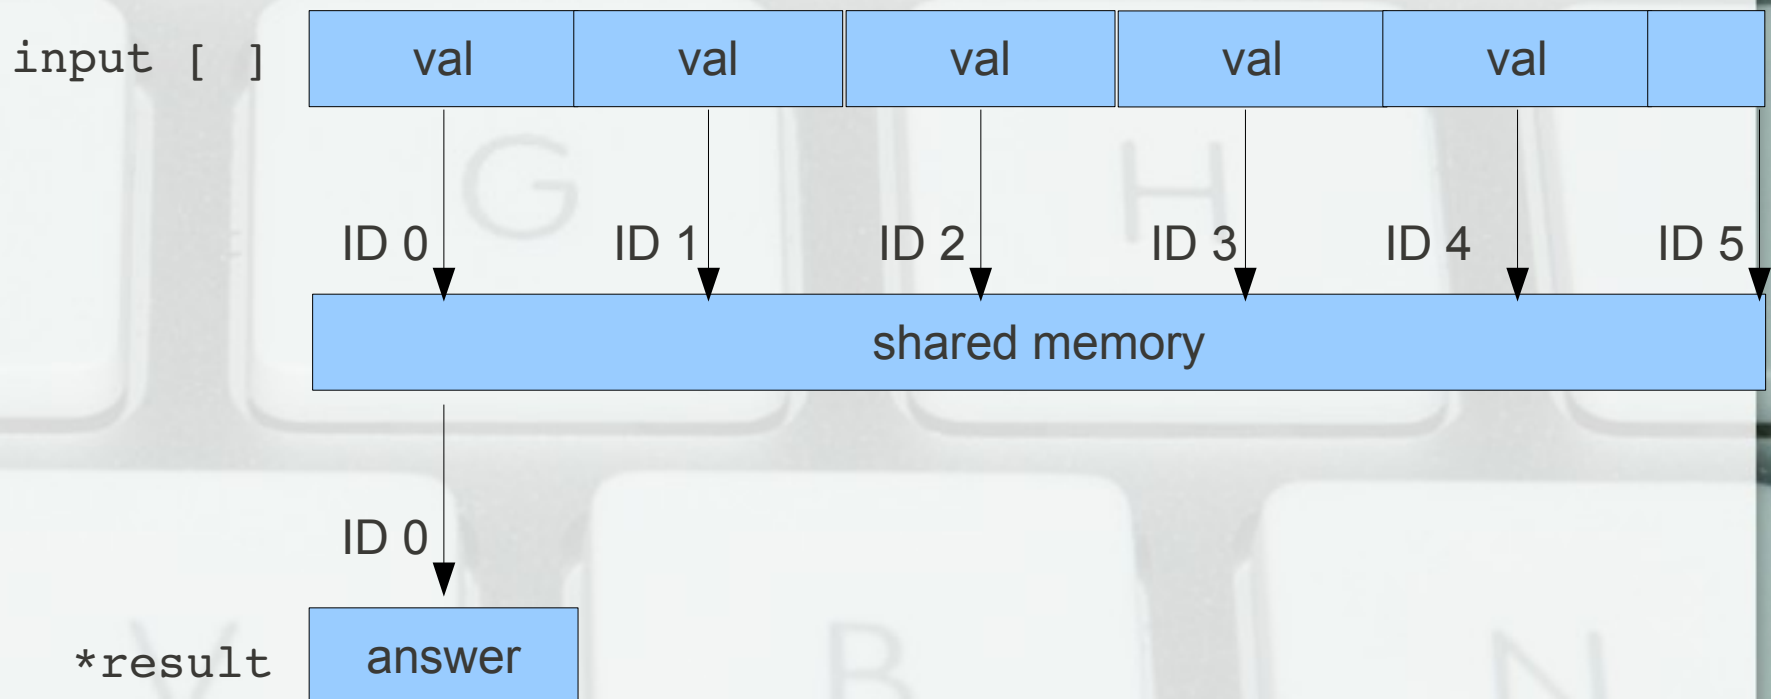 input [ ] val val val val val
ID 0 ID 1 ID 2 ID 3 ID 4 ID 5
shared memory
ID 0
*result answer
G H
V B N